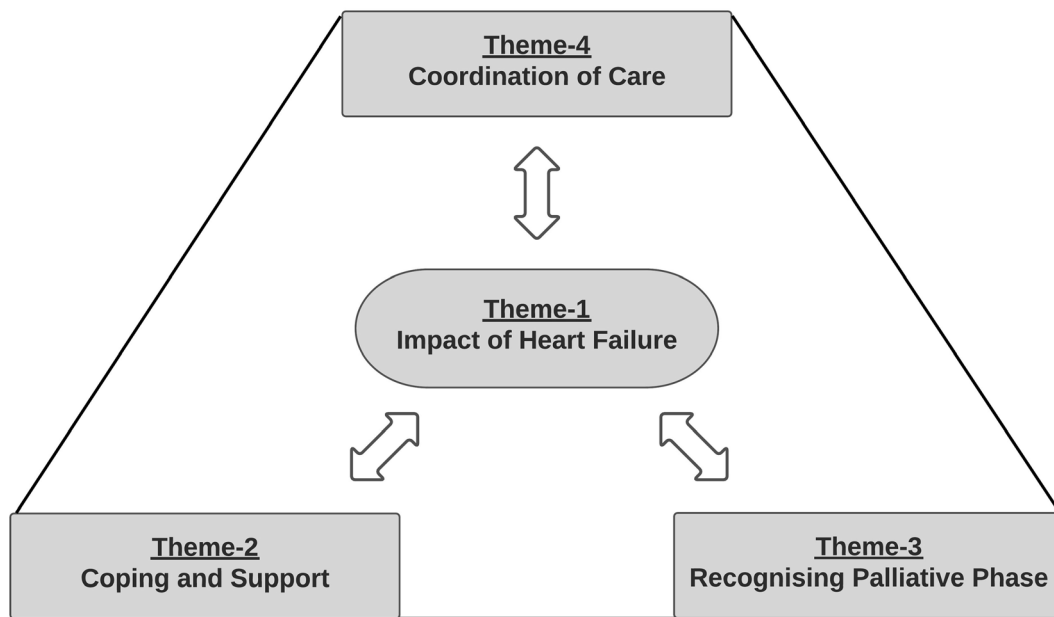 Theme-4
Coordination of Care
Theme-1
Impact of Heart Failure
Theme-2
Coping and Support
Theme-3
Recognising Palliative Phase